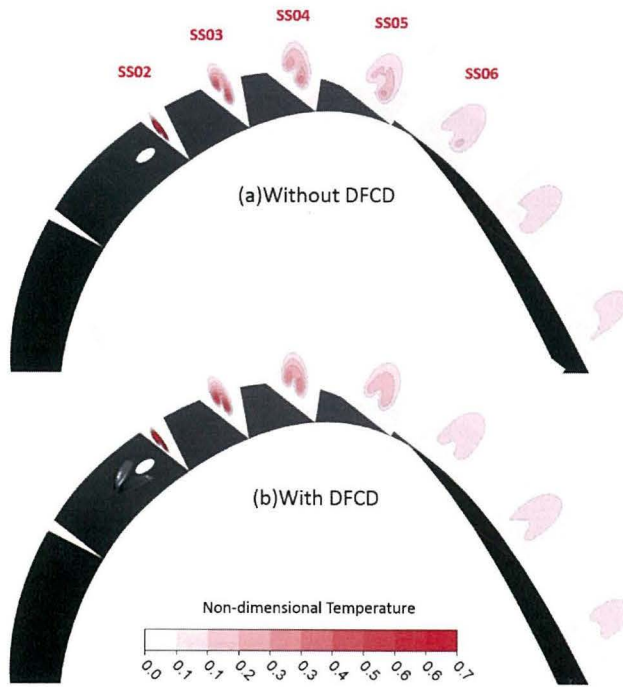 SS02
SS03
SS04
SS05
SS06
(a)Without DFCD
(b)With DFCD
Non-dimensional Temperature
0.0 0.1 0.1 0.2 0.3 0.3 0.4 0.5 0.6 0.6 0.7